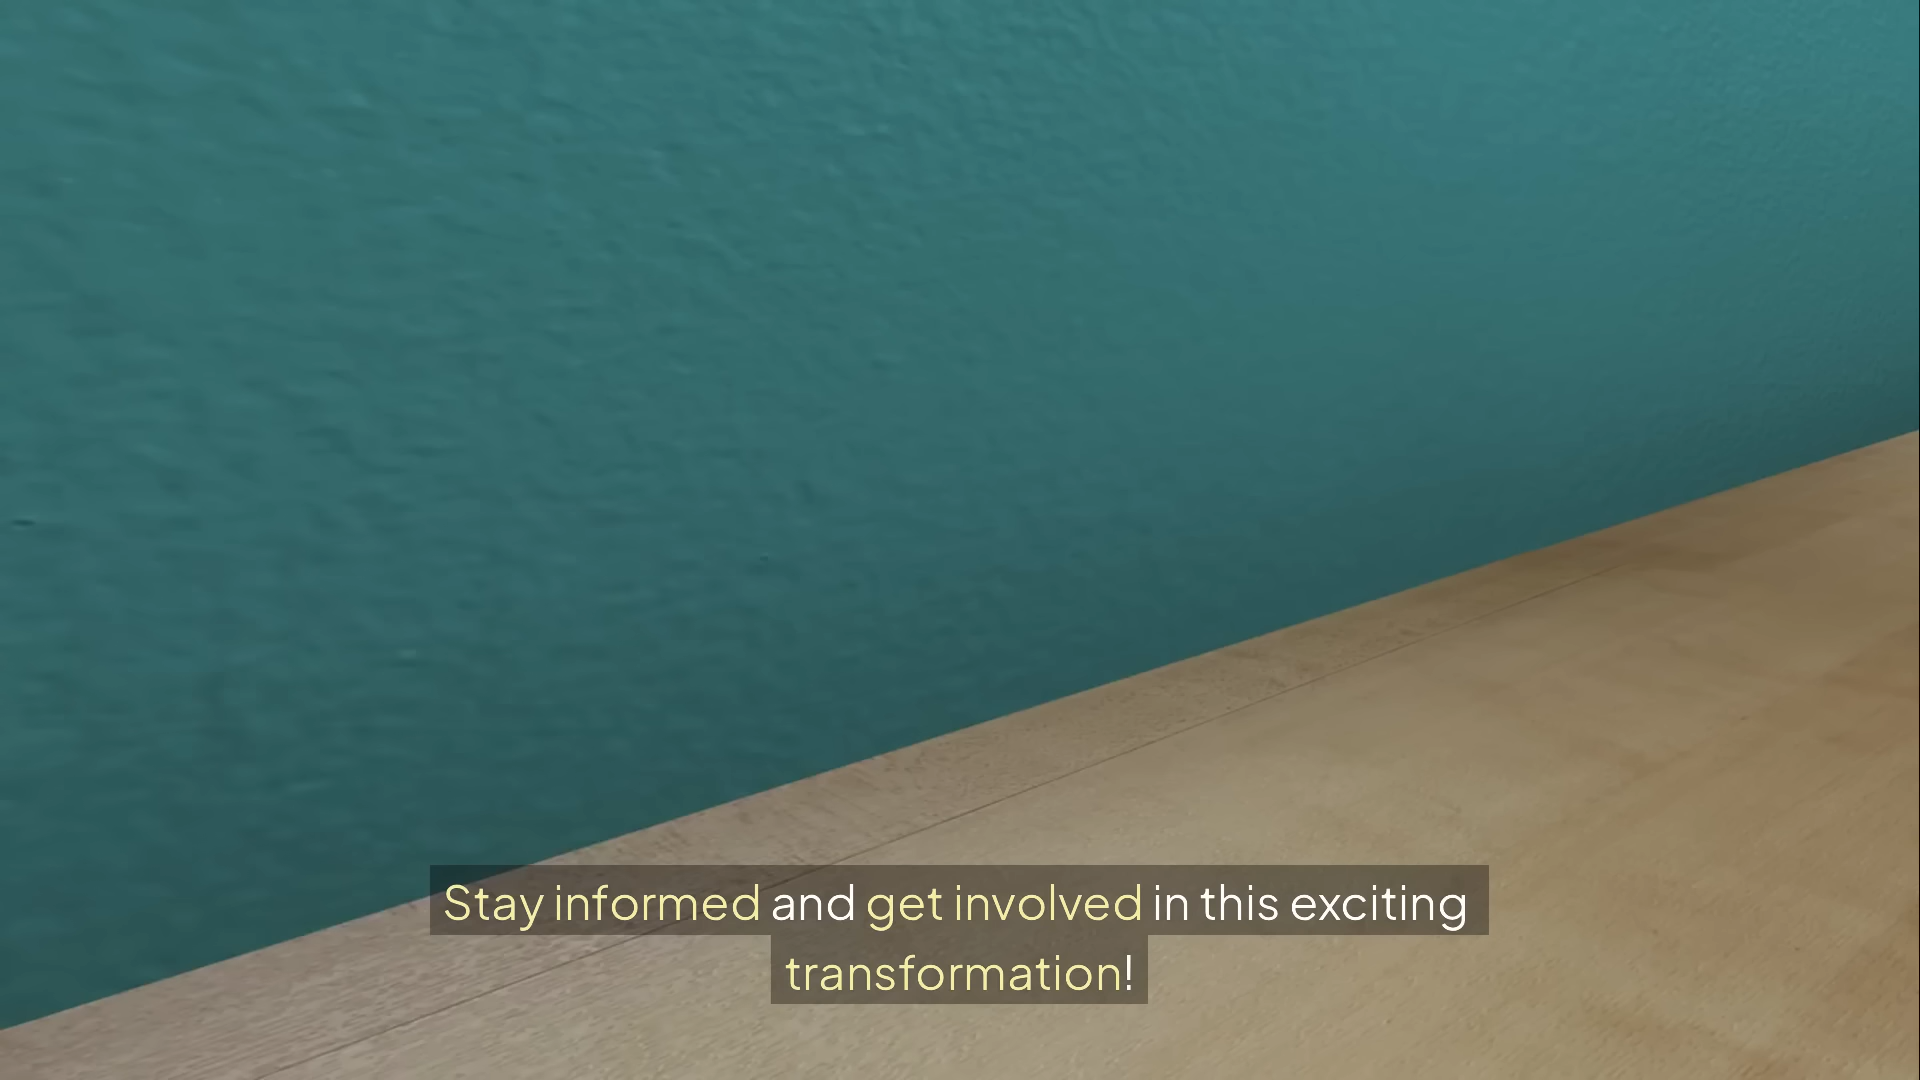 Stay informed and get involved in this exciting
transformation!